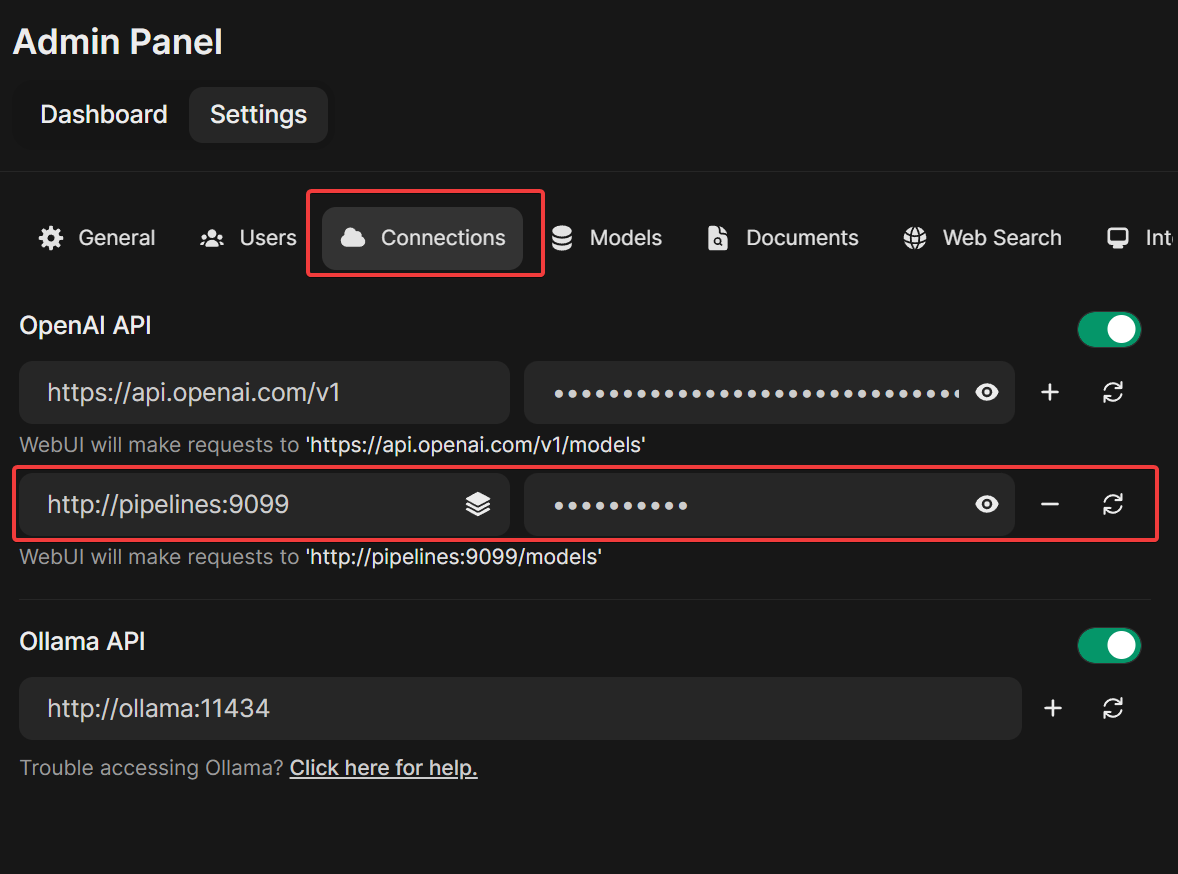 Admin Panel
Dashboard Settings
General Users Connections Models Documents Web Search Int
OpenAI API
https://api.openai.com/v1
WebUI will make requests to 'https://api.openai.com/v1/models'
http://pipelines:9099
WebUI will make requests to 'http://pipelines:9099/models'
Ollama API
http://ollama:11434
Trouble accessing Ollama? Click here for help.